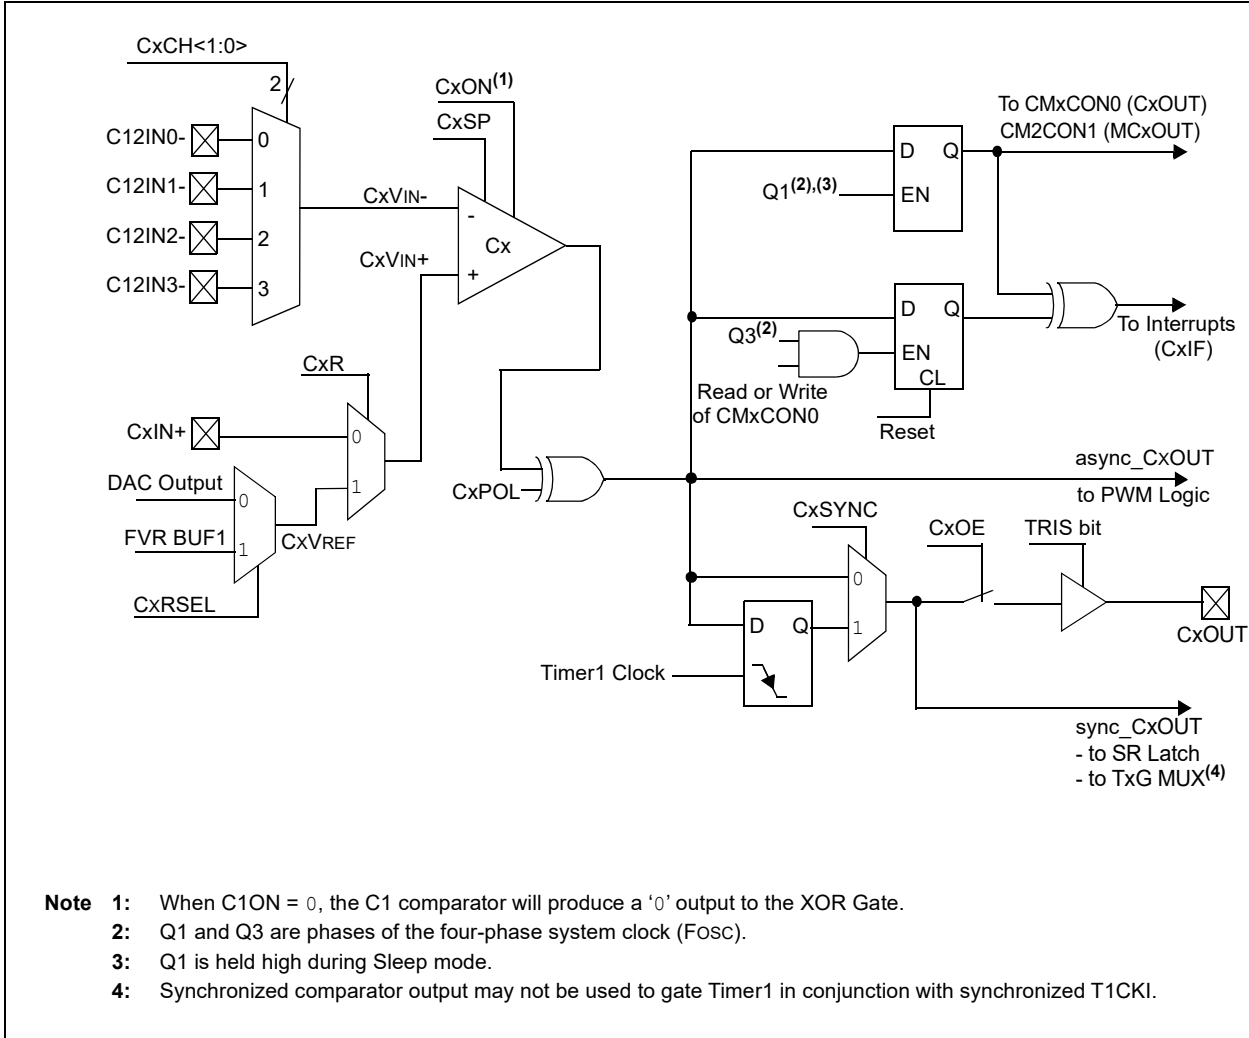 CxCH<1:0>
2
C12IN0-
0
C12IN1-
1
C12IN2-
2
C12IN3-
3
CxON(1)
CxSP
CxVIN-
-
Cx
CxVIN+
+
CxR
CxIN+
0
1
DAC Output
0
FVR BUF1
1
CxVREF
CxRSEL
CxPOL
D Q
Q1(2),(3)
EN
To CMxCON0 (CxOUT)
CM2CON1 (MCxOUT)
D Q
Q3(2)
EN
CL
Read or Write
of CMxCON0
Reset
To Interrupts
(CxIF)
async_CxOUT
to PWM Logic
CxSYNC
0
1
CxOE
TRIS bit
CxOUT
D Q
Timer1 Clock
sync_CxOUT
- to SR Latch
- to TxG MUX(4)
Note 1: When C1ON = 0, the C1 comparator will produce a ‘0’ output to the XOR Gate.
2: Q1 and Q3 are phases of the four-phase system clock (FOSC).
3: Q1 is held high during Sleep mode.
4: Synchronized comparator output may not be used to gate Timer1 in conjunction with synchronized T1CKI.